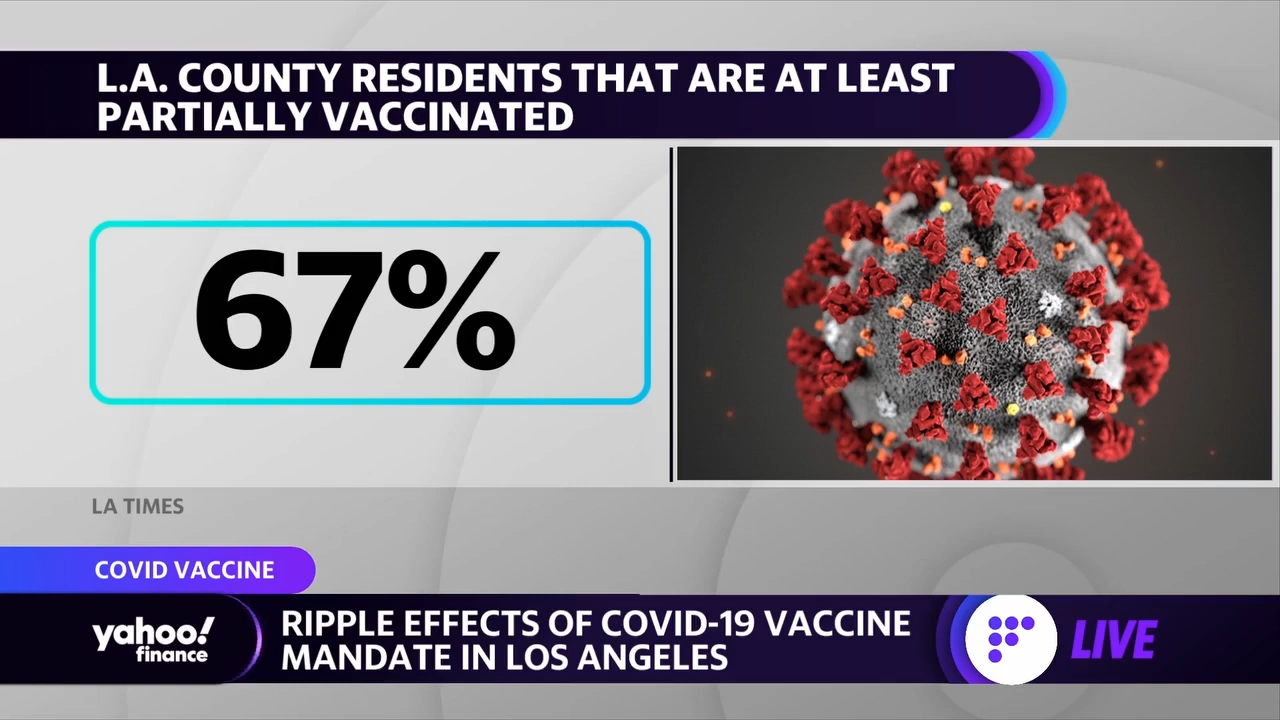 L.A. COUNTY RESIDENTS THAT ARE AT LEAST
PARTIALLY VACCINATED
67%
LA TIMES
COVID VACCINE
yahoo!
finance
RIPPLE EFFECTS OF COVID-19 VACCINE
MANDATE IN LOS ANGELES
LIVE